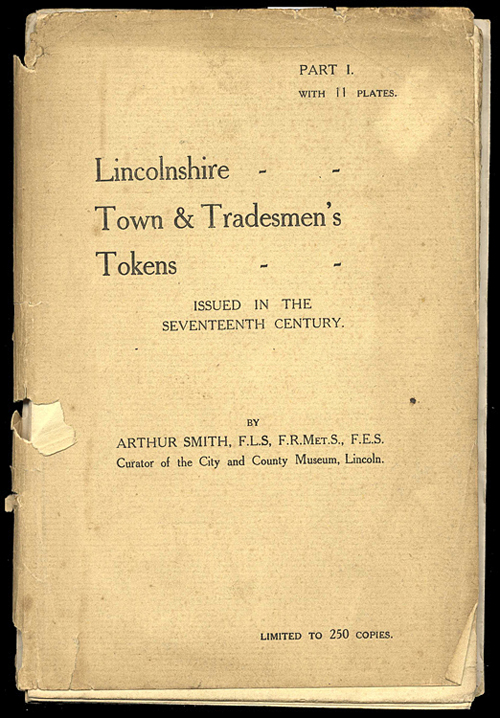 PART I.
WITH 11 PLATES.
Lincolnshire - -
Town & Tradesmen's
Tokens - -
ISSUED IN THE
SEVENTEENTH CENTURY.
BY
ARTHUR SMITH, F.L.S, F.R.MET.S., F.E.S.
Curator of the City and County Museum, Lincoln.
LIMITED TO 250 COPIES.